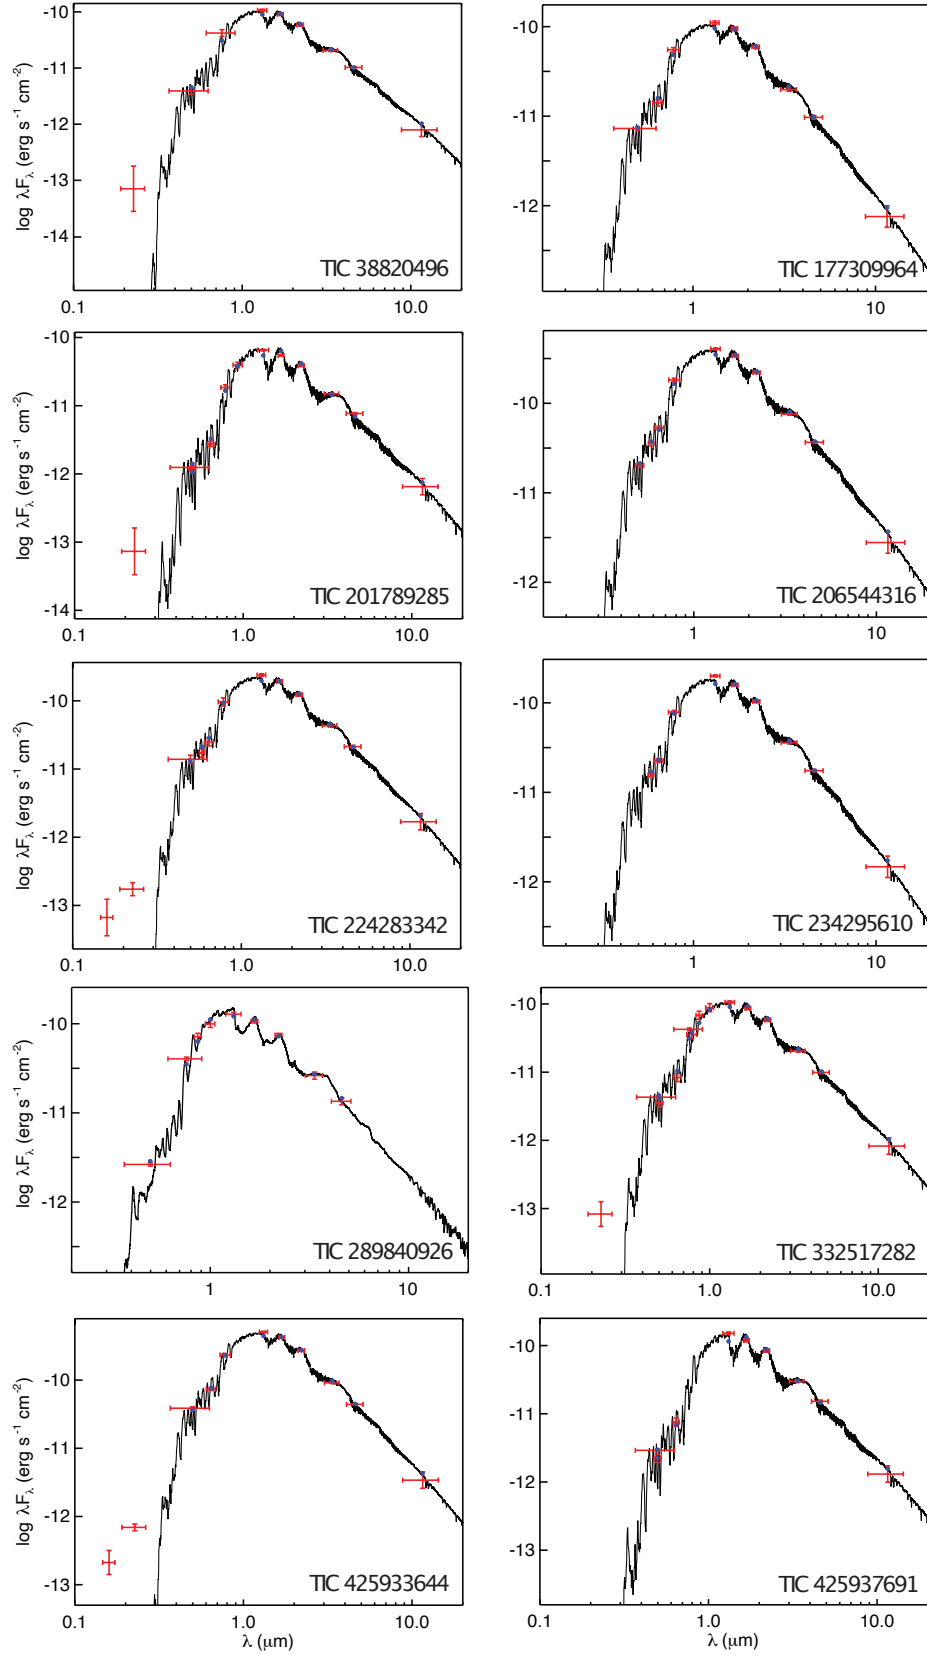 -10
-11
-12
-13
-14
log λFλ (erg s-1 cm-2)
TIC 38820496
0.1 1.0 10.0
-10
-11
-12
TIC 177309964
1 10
-10
-11
-12
-13
-14
log λFλ (erg s-1 cm-2)
TIC 201789285
0.1 1.0 10.0
-10
-11
-12
TIC 206544316
1 10
-10
-11
-12
-13
log λFλ (erg s-1 cm-2)
TIC 224283342
0.1 1.0 10.0
-10
-11
-12
TIC 234295610
1 10
-10
-11
-12
log λFλ (erg s-1 cm-2)
TIC 289840926
1 10
-10
-11
-12
-13
TIC 332517282
0.1 1.0 10.0
-10
-11
-12
-13
log λFλ (erg s-1 cm-2)
TIC 425933644
0.1 1.0 10.0
λ (μm)
-10
-11
-12
-13
TIC 425937691
0.1 1.0 10.0
λ (μm)